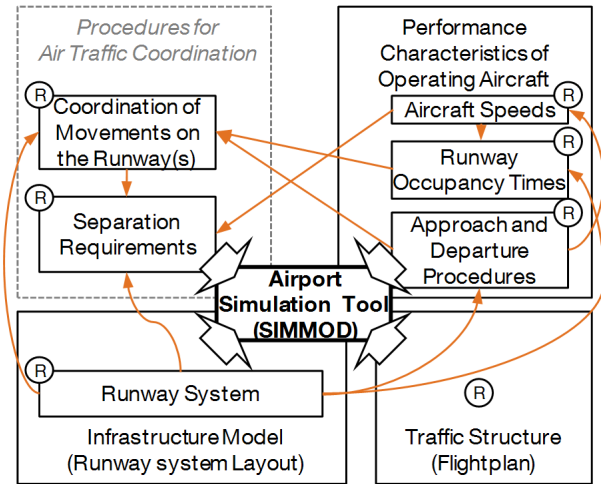 Procedures for
Air Traffic Coordination
R
Coordination of
Movements on
the Runway(s)
R
Separation
Requirements
Performance
Characteristics of
Operating Aircraft
R
Aircraft Speeds
R
Runway
Occupancy Times
R
Approach and
Departure
Procedures
Airport
Simulation Tool
(SIMMOD)
R
Runway System
Infrastructure Model
(Runway system Layout)
R
Traffic Structure
(Flightplan)